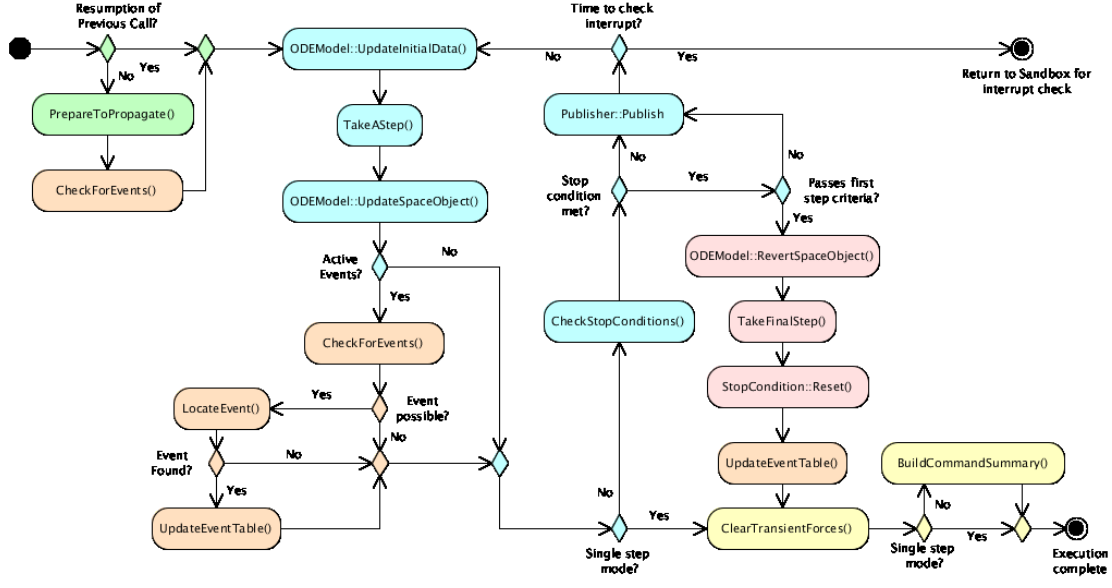 Resumption of
Previous Call?
Time to check
interrupt?
ODEModel::UpdateInitialData()
Yes
No
No
Yes
Return to Sandbox for
interrupt check
PrepareToPropagate()
TakeAStep()
Publisher::Publish
CheckForEvents()
ODEModel::UpdateSpaceObject()
No
Stop
condition
met?
Yes
No
Passes first
step criteria?
Yes
Active
Events?
No
Yes
ODEModel::RevertSpaceObject()
CheckForEvents()
CheckStopConditions()
TakeFinalStep()
LocateEvent()
Yes
Event
possible?
No
StopCondition::Reset()
Event
Found?
No
Yes
UpdateEventTable()
BuildCommandSummary()
UpdateEventTable()
No
Yes
Single step
mode?
ClearTransientForces()
No
Yes
Single step
mode?
Execution
complete